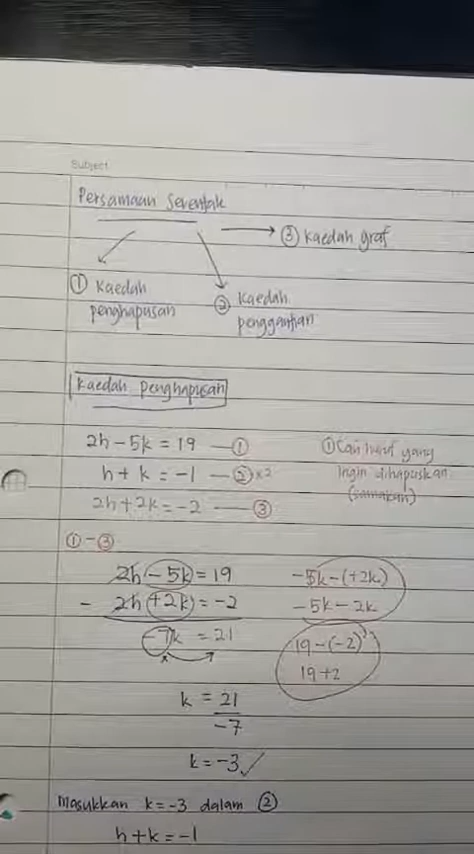 Subject
Persamaan Serentak
③ Kaedah graf
① Kaedah penghapusan
② Kaedah penggantian
Kaedah penghapusan
2h - 5k = 19 — ①
h + k = -1 — ② ×2
2h + 2k = -2 — ③
① Cari huruf yang
ingin dihapuskan
(samakan)
① - ③
2h - 5k = 19
- 2h + 2k = -2
-7k = 21
-5k - (+2k)
-5k - 2k
19 - (-2)
19 + 2
k = 21
-7
k = -3 ✓
Masukkan k = -3 dalam ②
h + k = -1